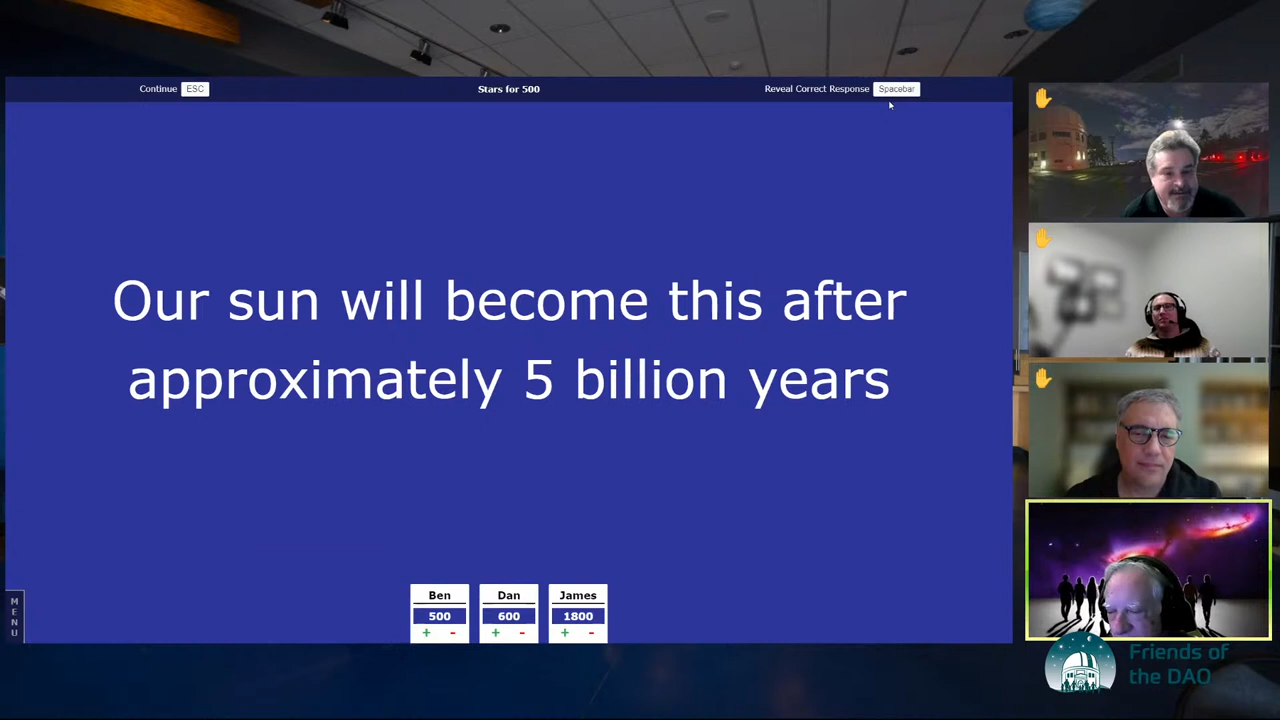 Continue ESC
Stars for 500
Reveal Correct Response Spacebar
Our sun will become this after
approximately 5 billion years
MENU
Ben
500
+ -
Dan
600
+ -
James
1800
+ -
Friends of
the DAO